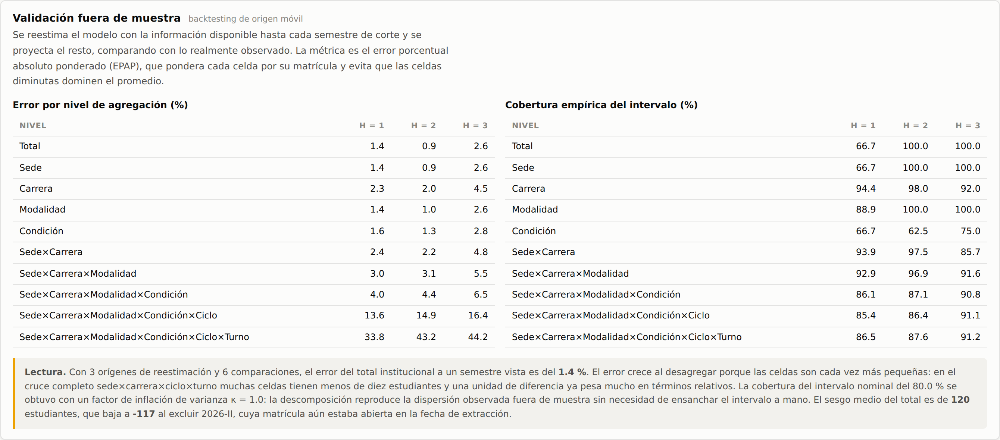 Validación fuera de muestra backtesting de origen móvil
Se reestima el modelo con la información disponible hasta cada semestre de corte y se
proyecta el resto, comparando con lo realmente observado. La métrica es el error porcentual
absoluto ponderado (EPAP), que pondera cada celda por su matrícula y evita que las celdas
diminutas dominen el promedio.
Error por nivel de agregación (%)
NIVEL H = 1 H = 2 H = 3
Total 1.4 0.9 2.6
Sede 1.4 0.9 2.6
Carrera 2.3 2.0 4.5
Modalidad 1.4 1.0 2.6
Condición 1.6 1.3 2.8
Sede×Carrera 2.4 2.2 4.8
Sede×Carrera×Modalidad 3.0 3.1 5.5
Sede×Carrera×Modalidad×Condición 4.0 4.4 6.5
Sede×Carrera×Modalidad×Condición×Ciclo 13.6 14.9 16.4
Sede×Carrera×Modalidad×Condición×Ciclo×Turno 33.8 43.2 44.2
Cobertura empírica del intervalo (%)
NIVEL H = 1 H = 2 H = 3
Total 66.7 100.0 100.0
Sede 66.7 100.0 100.0
Carrera 94.4 98.0 92.0
Modalidad 88.9 100.0 100.0
Condición 66.7 62.5 75.0
Sede×Carrera 93.9 97.5 85.7
Sede×Carrera×Modalidad 92.9 96.9 91.6
Sede×Carrera×Modalidad×Condición 86.1 87.1 90.8
Sede×Carrera×Modalidad×Condición×Ciclo 85.4 86.4 91.1
Sede×Carrera×Modalidad×Condición×Ciclo×Turno 86.5 87.6 91.2
Lectura. Con 3 orígenes de reestimación y 6 comparaciones, el error del total institucional a un semestre vista es del 1.4 %. El error crece al desagregar porque las celdas son cada vez más pequeñas: en el
cruce completo sede×carrera×ciclo×turno muchas celdas tienen menos de diez estudiantes y una unidad de diferencia ya pesa mucho en términos relativos. La cobertura del intervalo nominal del 80.0 % se
obtuvo con un factor de inflación de varianza κ = 1.0: la descomposición reproduce la dispersión observada fuera de muestra sin necesidad de ensanchar el intervalo a mano. El sesgo medio del total es de 120
estudiantes, que baja a -117 al excluir 2026-II, cuya matrícula aún estaba abierta en la fecha de extracción.